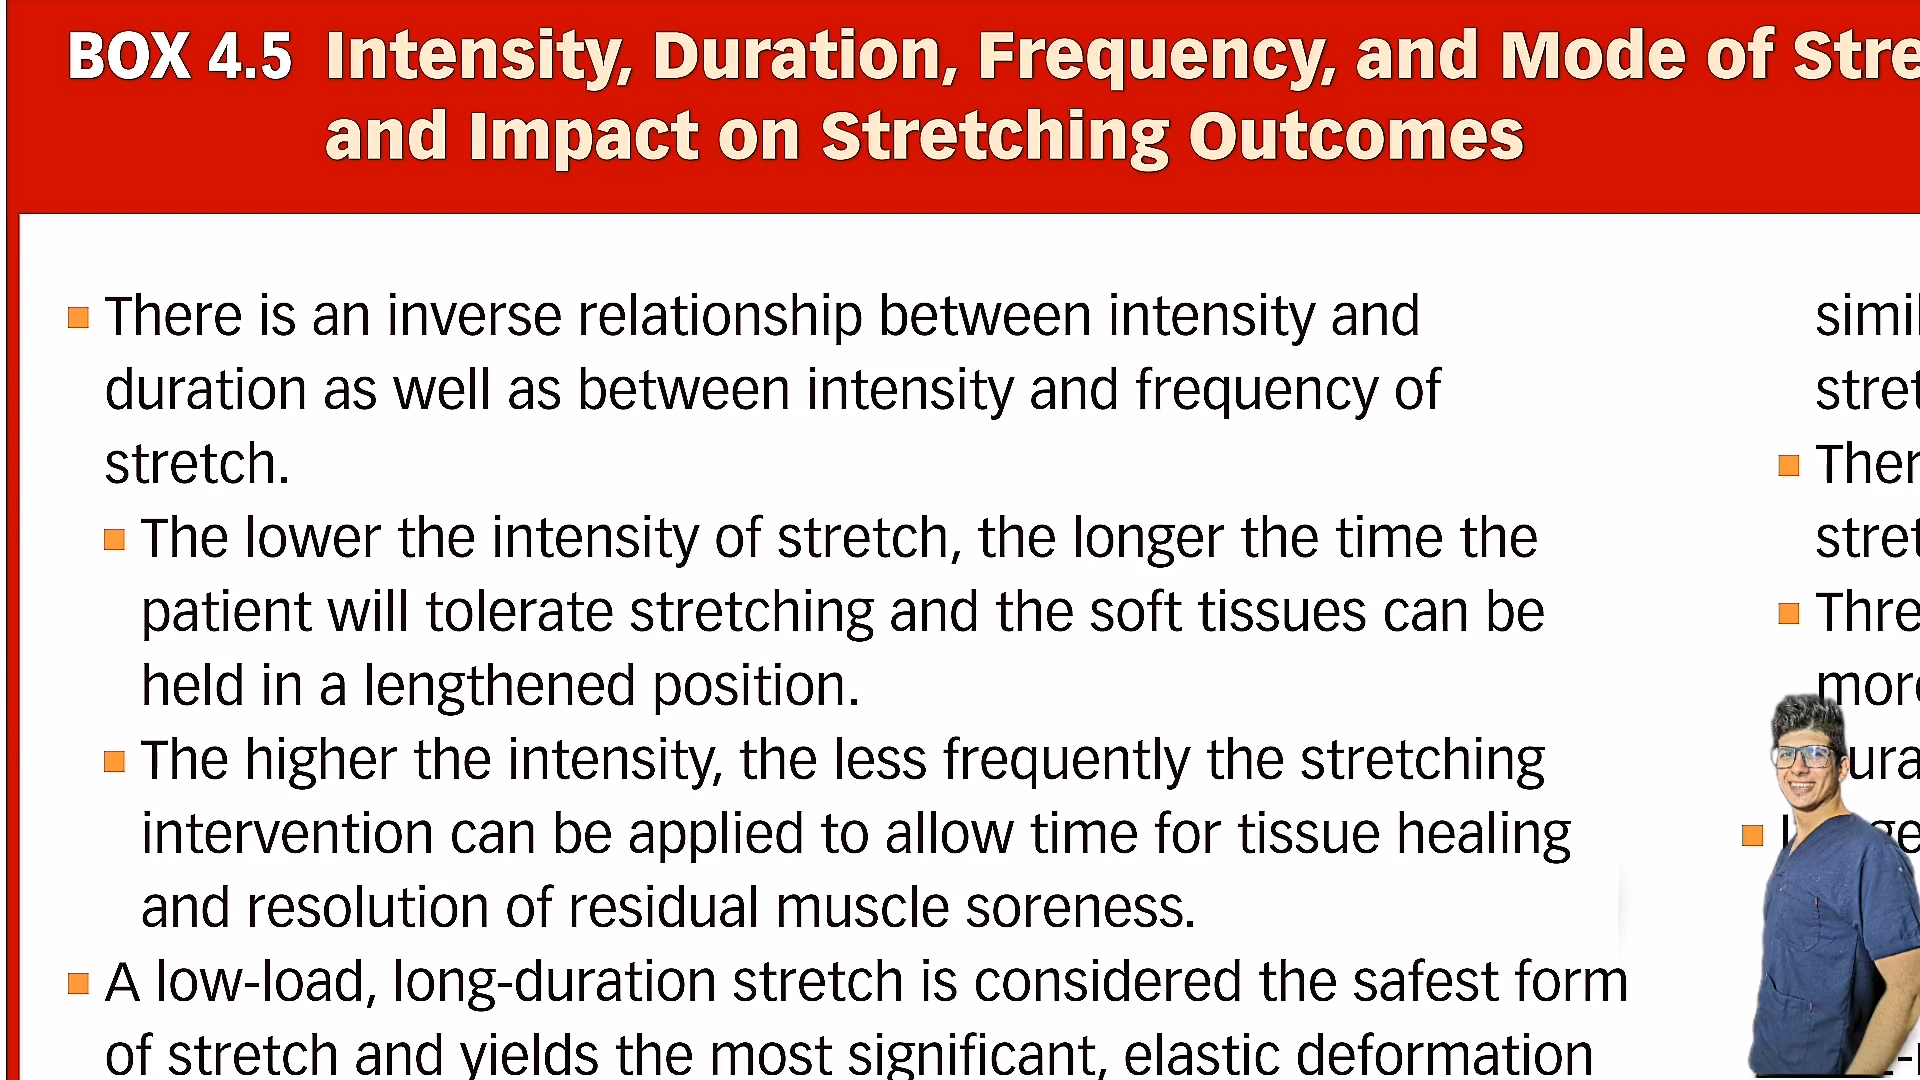 BOX 4.5 Intensity, Duration, Frequency, and Mode of
and Impact on Stretching Outcomes
There is an inverse relationship between intensity and
duration as well as between intensity and frequency of
stretch.
The lower the intensity of stretch, the longer the time the
patient will tolerate stretching and the soft tissues can be
held in a lengthened position.
The higher the intensity, the less frequently the stretching
intervention can be applied to allow time for tissue healing
and resolution of residual muscle soreness.
A low-load, long-duration stretch is considered the safest form
of stretch and yields the most significant, elastic deformation